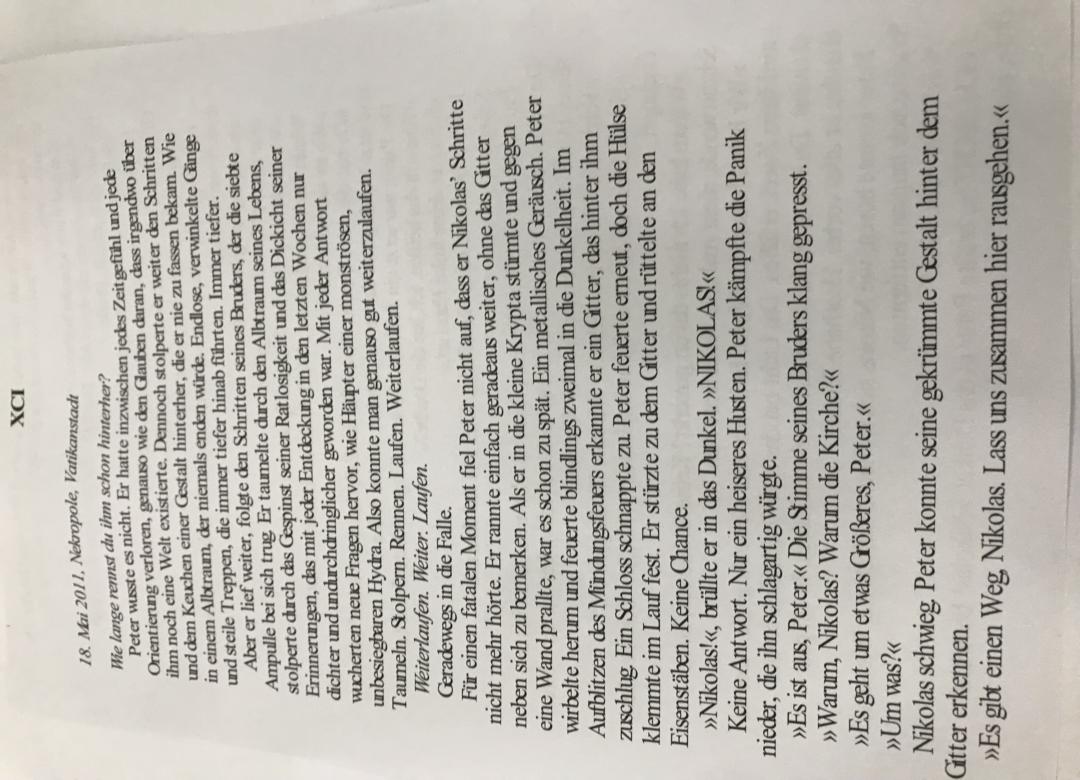 XCI
18. Mai 2011, Nekropole, Vatikanstadt
Wie lange rennst du ihm schon hinterher?
Peter wusste es nicht. Er hatte inzwischen jedes Zeitgefühl und jede
Orientierung verloren, genauso wie den Glauben daran, dass irgendwo über
ihm noch eine Welt existierte. Dennoch stolperte er weiter den Schritten
und dem Keuchen einer Gestalt hinterher, die er nie zu fassen bekam. Wie
in einem Albtraum, der niemals enden würde. Endlose, verwinkelte Gänge
und steile Treppen, die immer tiefer hinab führten. Immer tiefer.
Aber er lief weiter, folgte den Schritten seines Bruders, der die siebte
Ampulle bei sich trug. Er taumelte durch den Albtraum seines Lebens,
stolperte durch das Gespinst seiner Ratlosigkeit und das Dickicht seiner
Erinnerungen, das mit jeder Entdeckung in den letzten Wochen nur
dichter und undurchdringlicher geworden war. Mit jeder Antwort
wucherten neue Fragen hervor, wie Häupter einer monströsen,
unbesiegbaren Hydra. Also konnte man genauso gut weiterzulaufen.
Taumeln. Stolpern. Rennen. Laufen. Weiterlaufen.
Weiterlaufen. Weiter. Laufen.
Geradewegs in die Falle.
Für einen fatalen Moment fiel Peter nicht auf, dass er Nikolas' Schritte
nicht mehr hörte. Er rannte einfach geradeaus weiter, ohne das Gitter
neben sich zu bemerken. Als er in die kleine Krypta stürmte und gegen
eine Wand prallte, war es schon zu spät. Ein metallisches Geräusch. Peter
wirbelte herum und feuerte blindlings zweimal in die Dunkelheit. Im
Aufblitzen des Mündungsfeuers erkannte er ein Gitter, das hinter ihm
zuschlug. Ein Schloss schnappte zu. Peter feuerte erneut, doch die Hülse
klemmte im Lauf fest. Er stürzte zu dem Gitter und rüttelte an den
Eisenstäben. Keine Chance.
»Nikolas!«, brüllte er in das Dunkel. »NIKOLAS!«
Keine Antwort. Nur ein heiseres Husten. Peter kämpfte die Panik
nieder, die ihn schlagartig würgte.
»Es ist aus, Peter.« Die Stimme seines Bruders klang gepresst.
»Warum, Nikolas? Warum die Kirche?«
»Es geht um etwas Größeres, Peter.«
»Um was?«
Nikolas schwieg. Peter konnte seine gekrümmte Gestalt hinter dem
Gitter erkennen.
»Es gibt einen Weg, Nikolas. Lass uns zusammen hier rausgehen.«